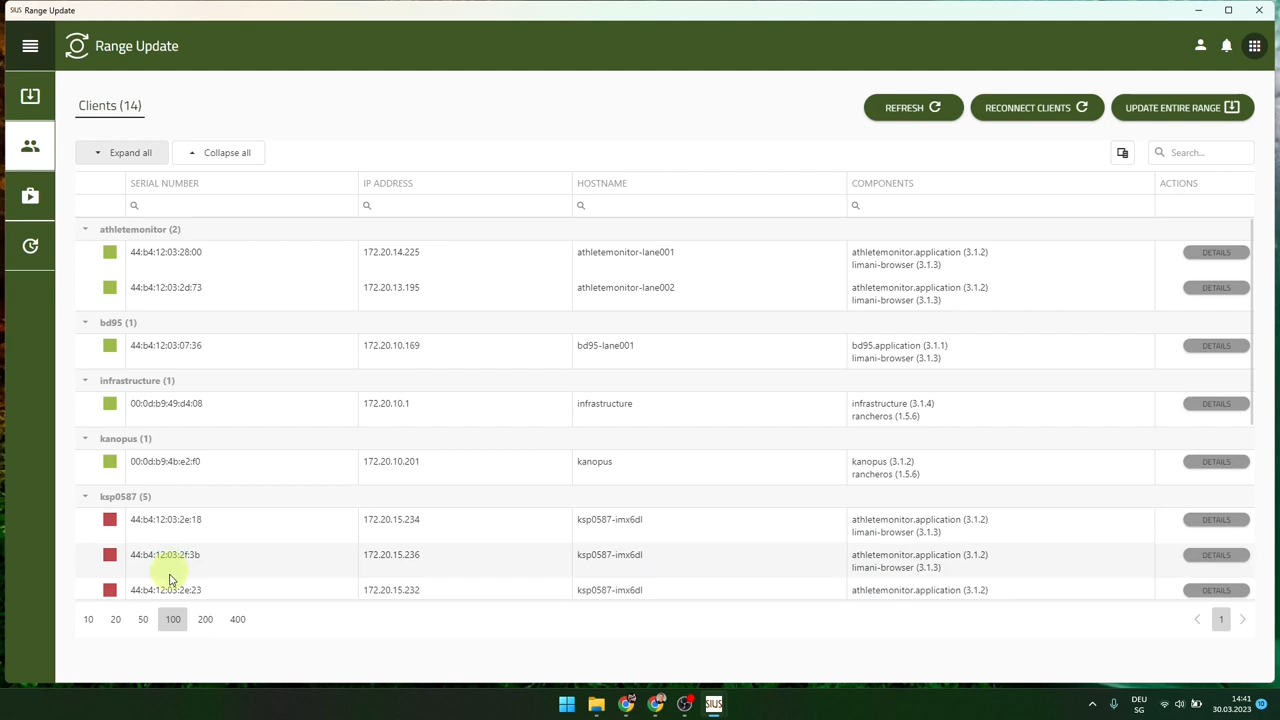 SIUS Range Update
Range Update
Clients (14)
REFRESH
RECONNECT CLIENTS
UPDATE ENTIRE RANGE
Expand all
Collapse all
Search...
SERIAL NUMBER IP ADDRESS HOSTNAME COMPONENTS ACTIONS
athletemonitor (2)
44:b4:12:03:28:00 172.20.14.225 athletemonitor-lane001 athletemonitor.application (3.1.2) DETAILS
limani-browser (3.1.3)
44:b4:12:03:2d:73 172.20.13.195 athletemonitor-lane002 athletemonitor.application (3.1.2) DETAILS
limani-browser (3.1.3)
bd95 (1)
44:b4:12:03:07:36 172.20.10.169 bd95-lane001 bd95.application (3.1.1) DETAILS
limani-browser (3.1.3)
infrastructure (1)
00:0d:b9:49:d4:08 172.20.10.1 infrastructure infrastructure (3.1.4) DETAILS
rancheros (1.5.6)
kanopus (1)
00:0d:b9:4b:e2:f0 172.20.10.201 kanopus kanopus (3.1.2) DETAILS
rancheros (1.5.6)
ksp0587 (5)
44:b4:12:03:2e:18 172.20.15.234 ksp0587-imx6dl athletemonitor.application (3.1.2) DETAILS
limani-browser (3.1.3)
44:b4:12:03:2f:3b 172.20.15.236 ksp0587-imx6dl athletemonitor.application (3.1.2) DETAILS
limani-browser (3.1.3)
44:b4:12:03:2e:23 172.20.15.232 ksp0587-imx6dl athletemonitor.application (3.1.2) DETAILS
10 20 50 100 200 400 1
SIUS
DEU
SG
14:41
30.03.2023
10